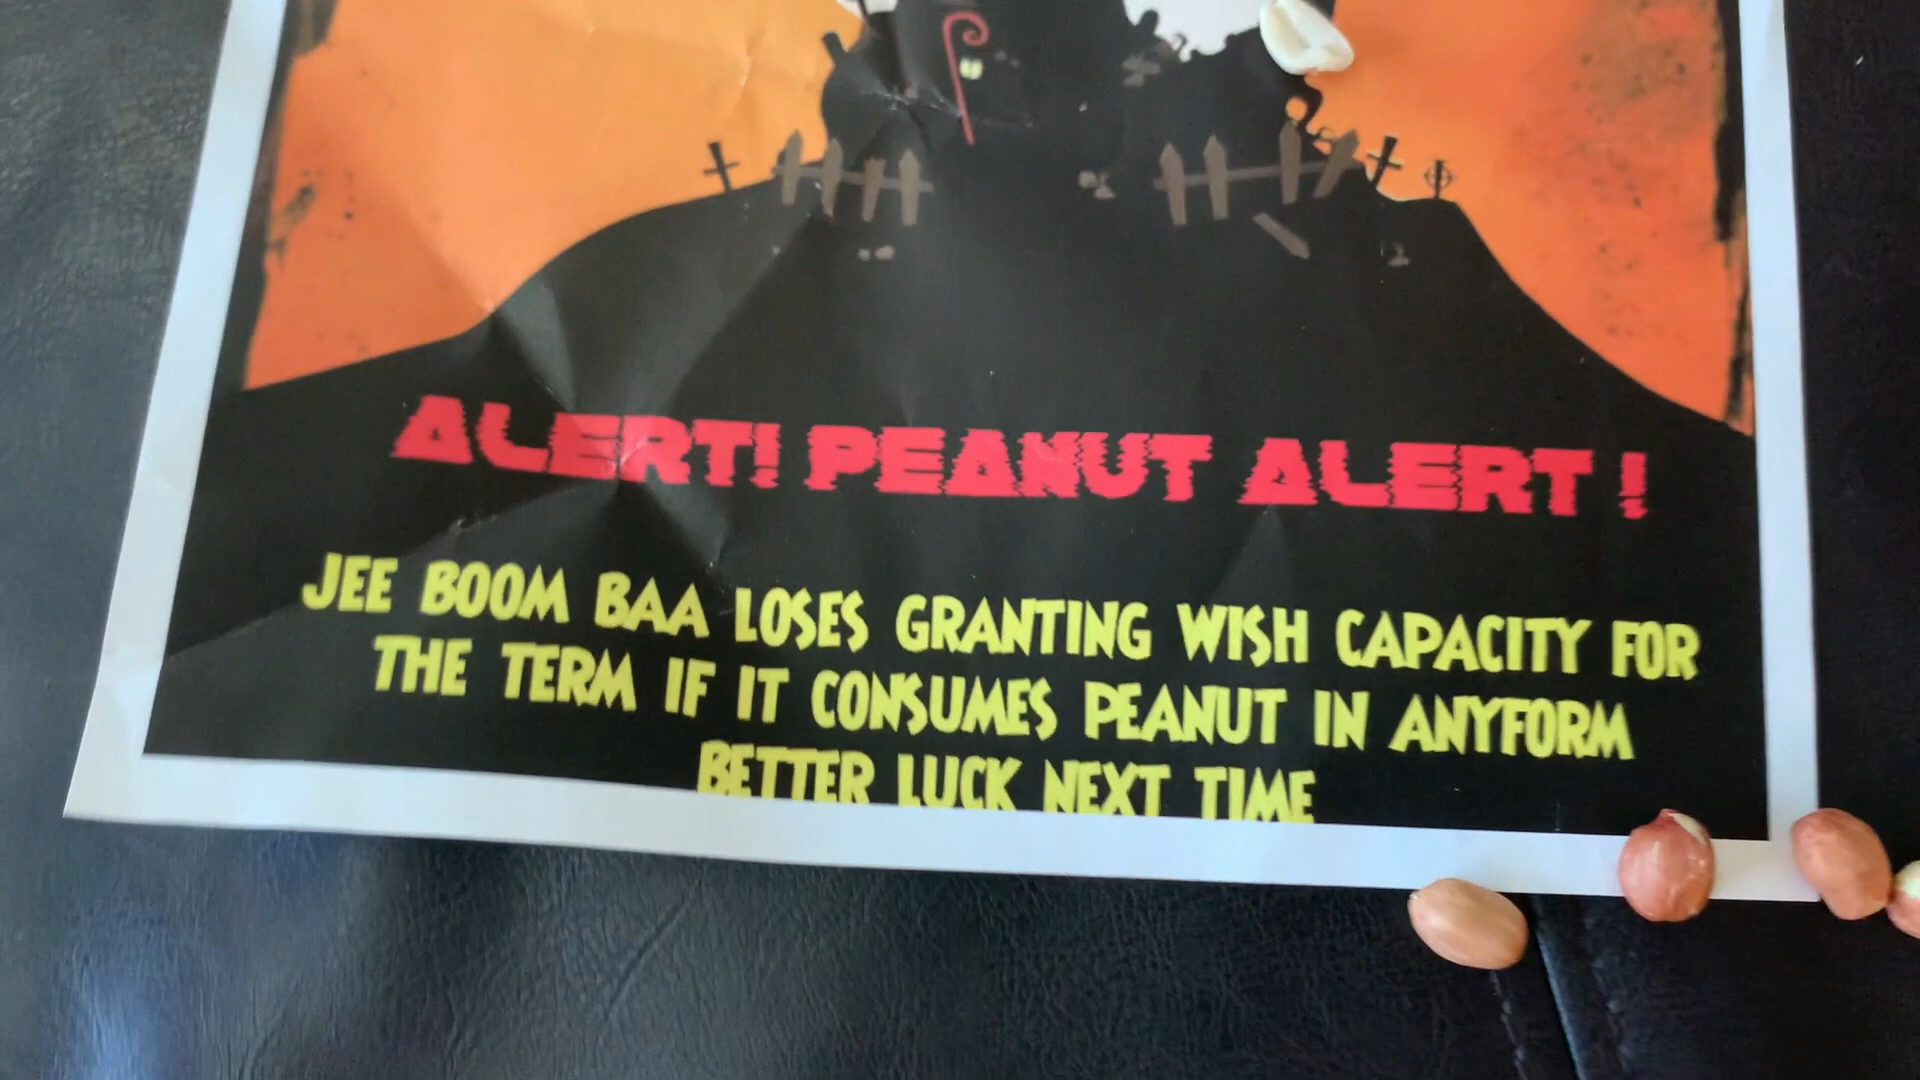 ALERT! PEANUT ALERT !
JEE BOOM BAA LOSES GRANTING WISH CAPACITY FOR
THE TERM IF IT CONSUMES PEANUT IN ANYFORM
BETTER LUCK NEXT TIME